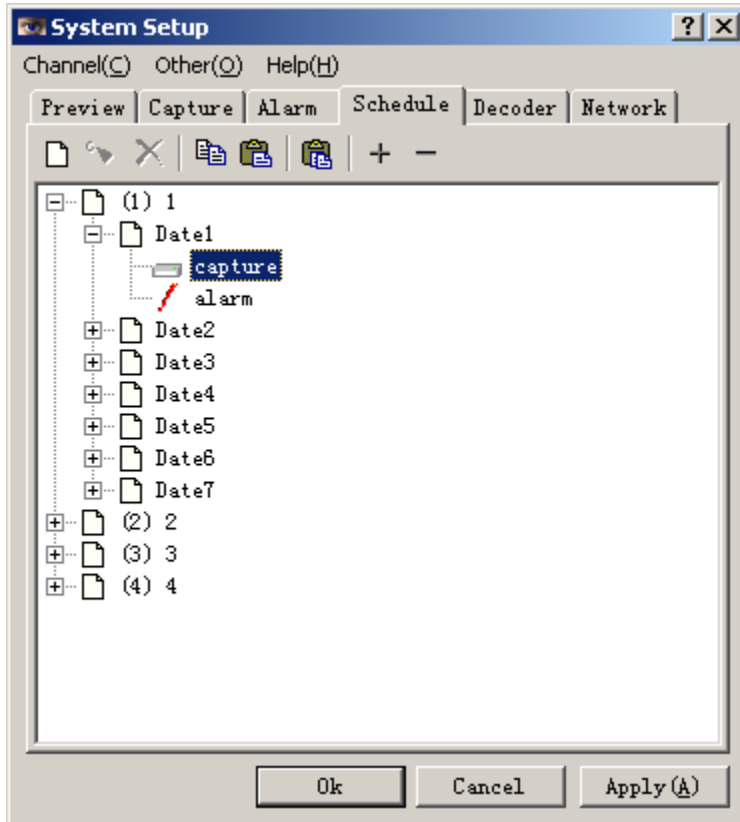 System Setup
Channel(C) Other(O) Help(H)
Preview Capture Alarm Schedule Decoder Network
(1) 1
Date1
capture
alarm
Date2
Date3
Date4
Date5
Date6
Date7
(2) 2
(3) 3
(4) 4
Ok Cancel Apply(A)